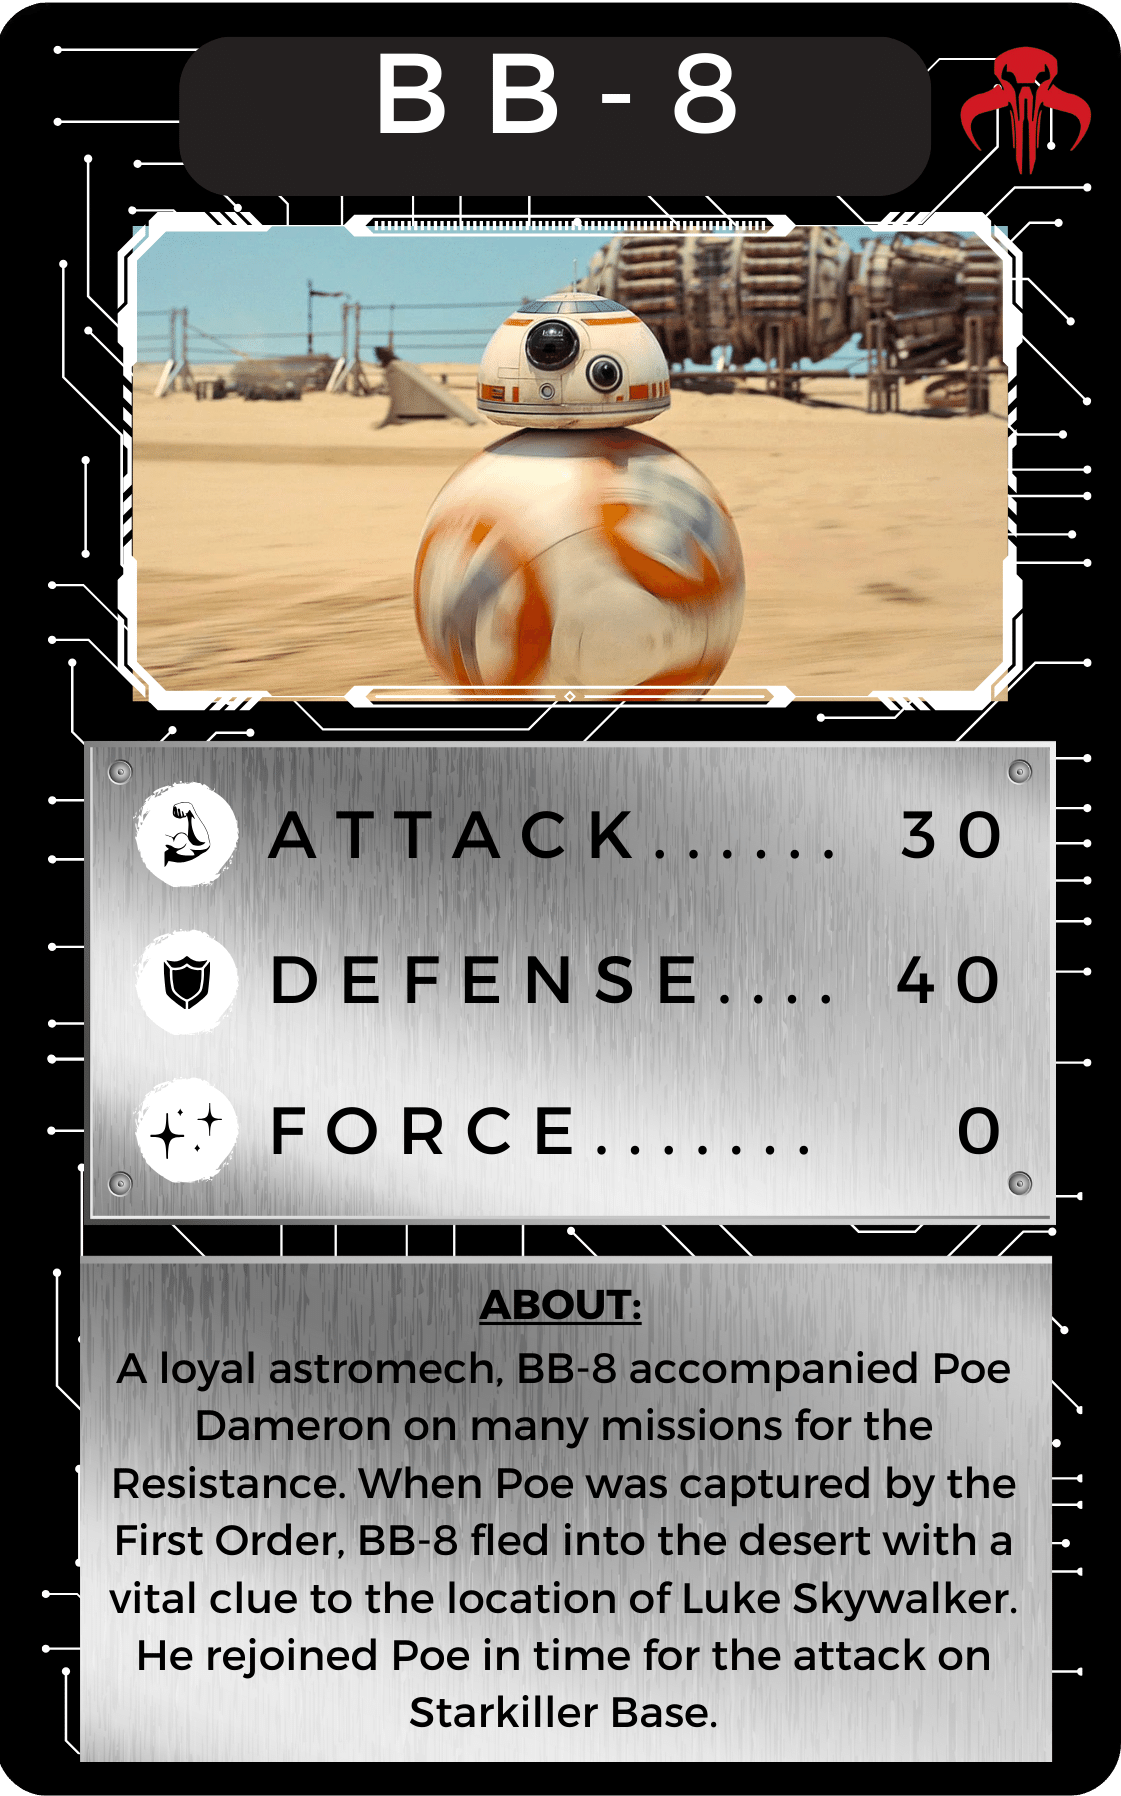 BB-8
ATTACK...... 30
DEFENSE.... 40
FORCE....... 0
ABOUT:
A loyal astromech, BB-8 accompanied Poe
Dameron on many missions for the
Resistance. When Poe was captured by the
First Order, BB-8 fled into the desert with a
vital clue to the location of Luke Skywalker.
He rejoined Poe in time for the attack on
Starkiller Base.